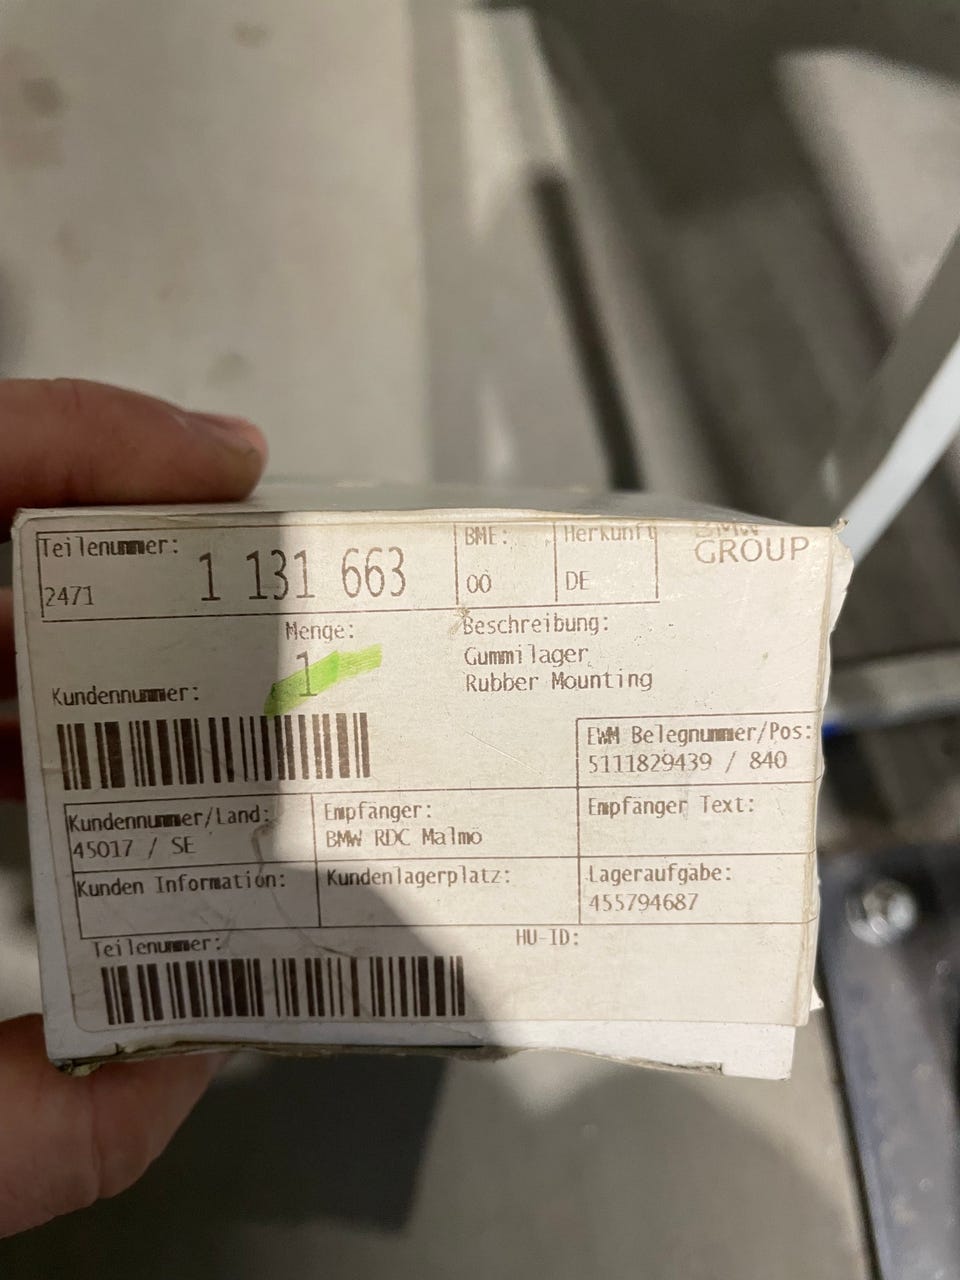 Teilenummer:
2471 1 131 663
BME:
00
Herkunft
DE
BMW
GROUP
Menge:
1
Beschreibung:
Gummilager
Rubber Mounting
Kundennummer:
EWM Belegnummer/Pos:
5111829439 / 840
Kundennummer/Land:
45017 / SE
Empfänger:
BMW RDC Malmö
Empfänger Text:
Kunden Information:
Kundenlagerplatz:
Lageraufgabe:
455794687
Teilenummer:
HU-ID: